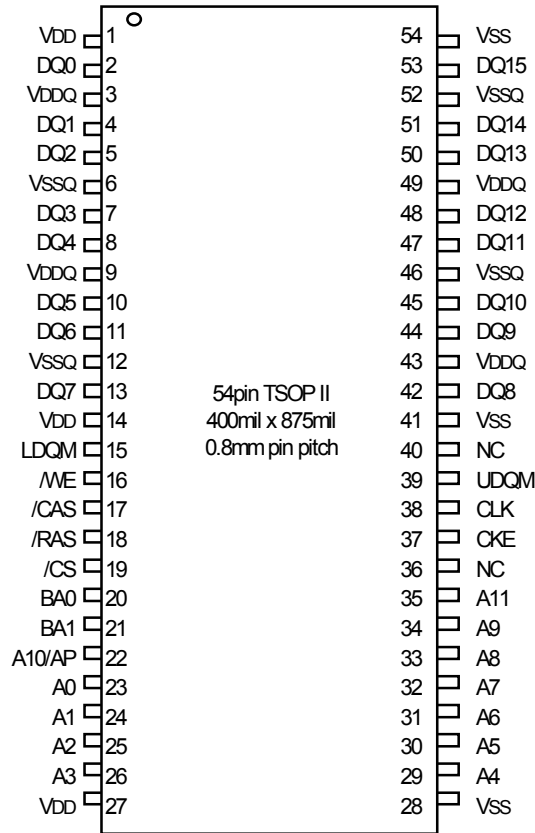 VDD 1 54 VSS
DQ0 2 53 DQ15
VDDQ 3 52 VSSQ
DQ1 4 51 DQ14
DQ2 5 50 DQ13
VSSQ 6 49 VDDQ
DQ3 7 48 DQ12
DQ4 8 47 DQ11
VDDQ 9 46 VSSQ
DQ5 10 45 DQ10
DQ6 11 44 DQ9
VSSQ 12 43 VDDQ
DQ7 13 54pin TSOP II 42 DQ8
VDD 14 400mil x 875mil 41 VSS
LDQM 15 0.8mm pin pitch 40 NC
/WE 16 39 UDQM
/CAS 17 38 CLK
/RAS 18 37 CKE
/CS 19 36 NC
BA0 20 35 A11
BA1 21 34 A9
A10/AP 22 33 A8
A0 23 32 A7
A1 24 31 A6
A2 25 30 A5
A3 26 29 A4
VDD 27 28 VSS